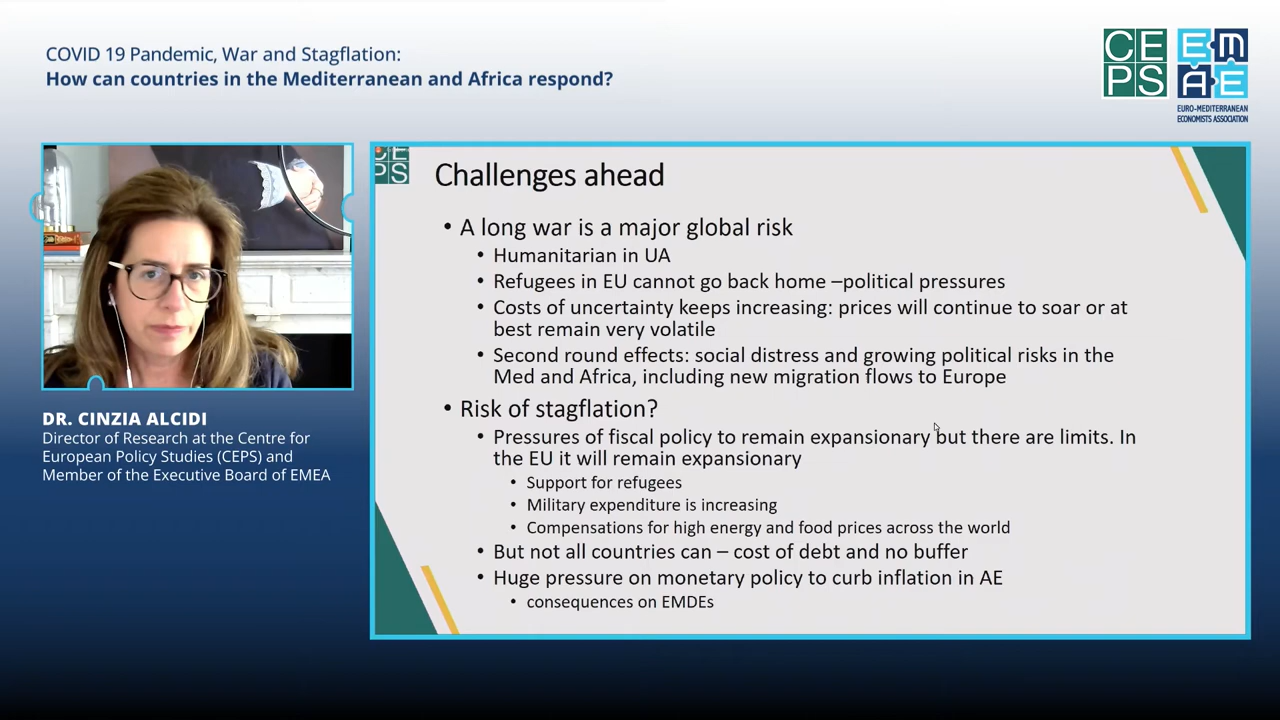 COVID 19 Pandemic, War and Stagflation:
How can countries in the Mediterranean and Africa respond?
CE
PS
EM
AE
EURO-MEDITERRANEAN
ECONOMISTS ASSOCIATION
CE
PS
Challenges ahead
• A long war is a major global risk
• Humanitarian in UA
• Refugees in EU cannot go back home –political pressures
• Costs of uncertainty keeps increasing: prices will continue to soar or at
best remain very volatile
• Second round effects: social distress and growing political risks in the
Med and Africa, including new migration flows to Europe
• Risk of stagflation?
• Pressures of fiscal policy to remain expansionary but there are limits. In
the EU it will remain expansionary
• Support for refugees
• Military expenditure is increasing
• Compensations for high energy and food prices across the world
• But not all countries can – cost of debt and no buffer
• Huge pressure on monetary policy to curb inflation in AE
• consequences on EMDEs
DR. CINZIA ALCIDI
Director of Research at the Centre for
European Policy Studies (CEPS) and
Member of the Executive Board of EMEA